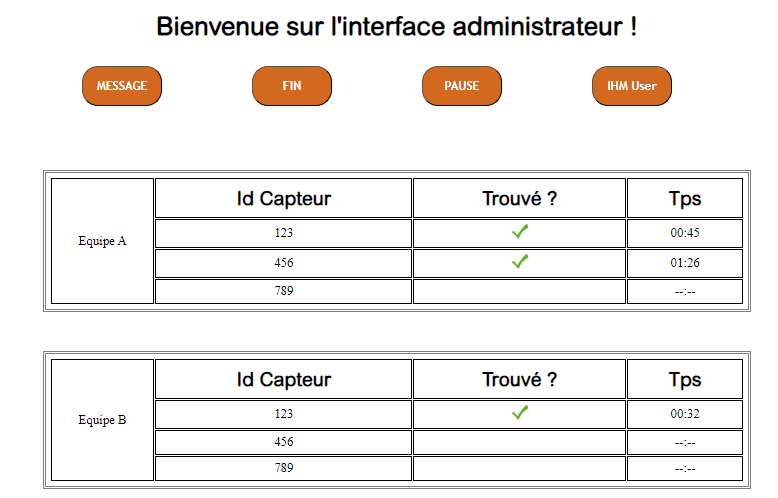 Bienvenue sur l'interface administrateur !
MESSAGE FIN PAUSE IHM User
Id Capteur Trouvé ? Tps
Equipe A
123 00:45
456 01:26
789 --:--
Id Capteur Trouvé ? Tps
Equipe B
123 00:32
456 --:--
789 --:--